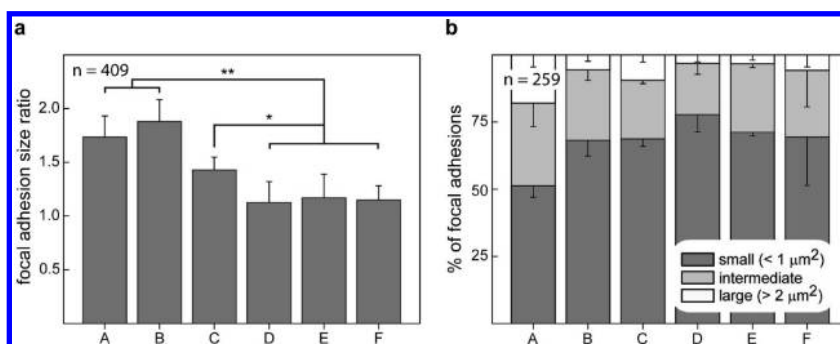 a
n = 409
**
*
focal adhesion size ratio
2.0
1.5
1.0
0.5
A B C D E F
b
n = 259
% of focal adhesions
75
50
25
small (< 1 μm²)
intermediate
large (> 2 μm²)
A B C D E F